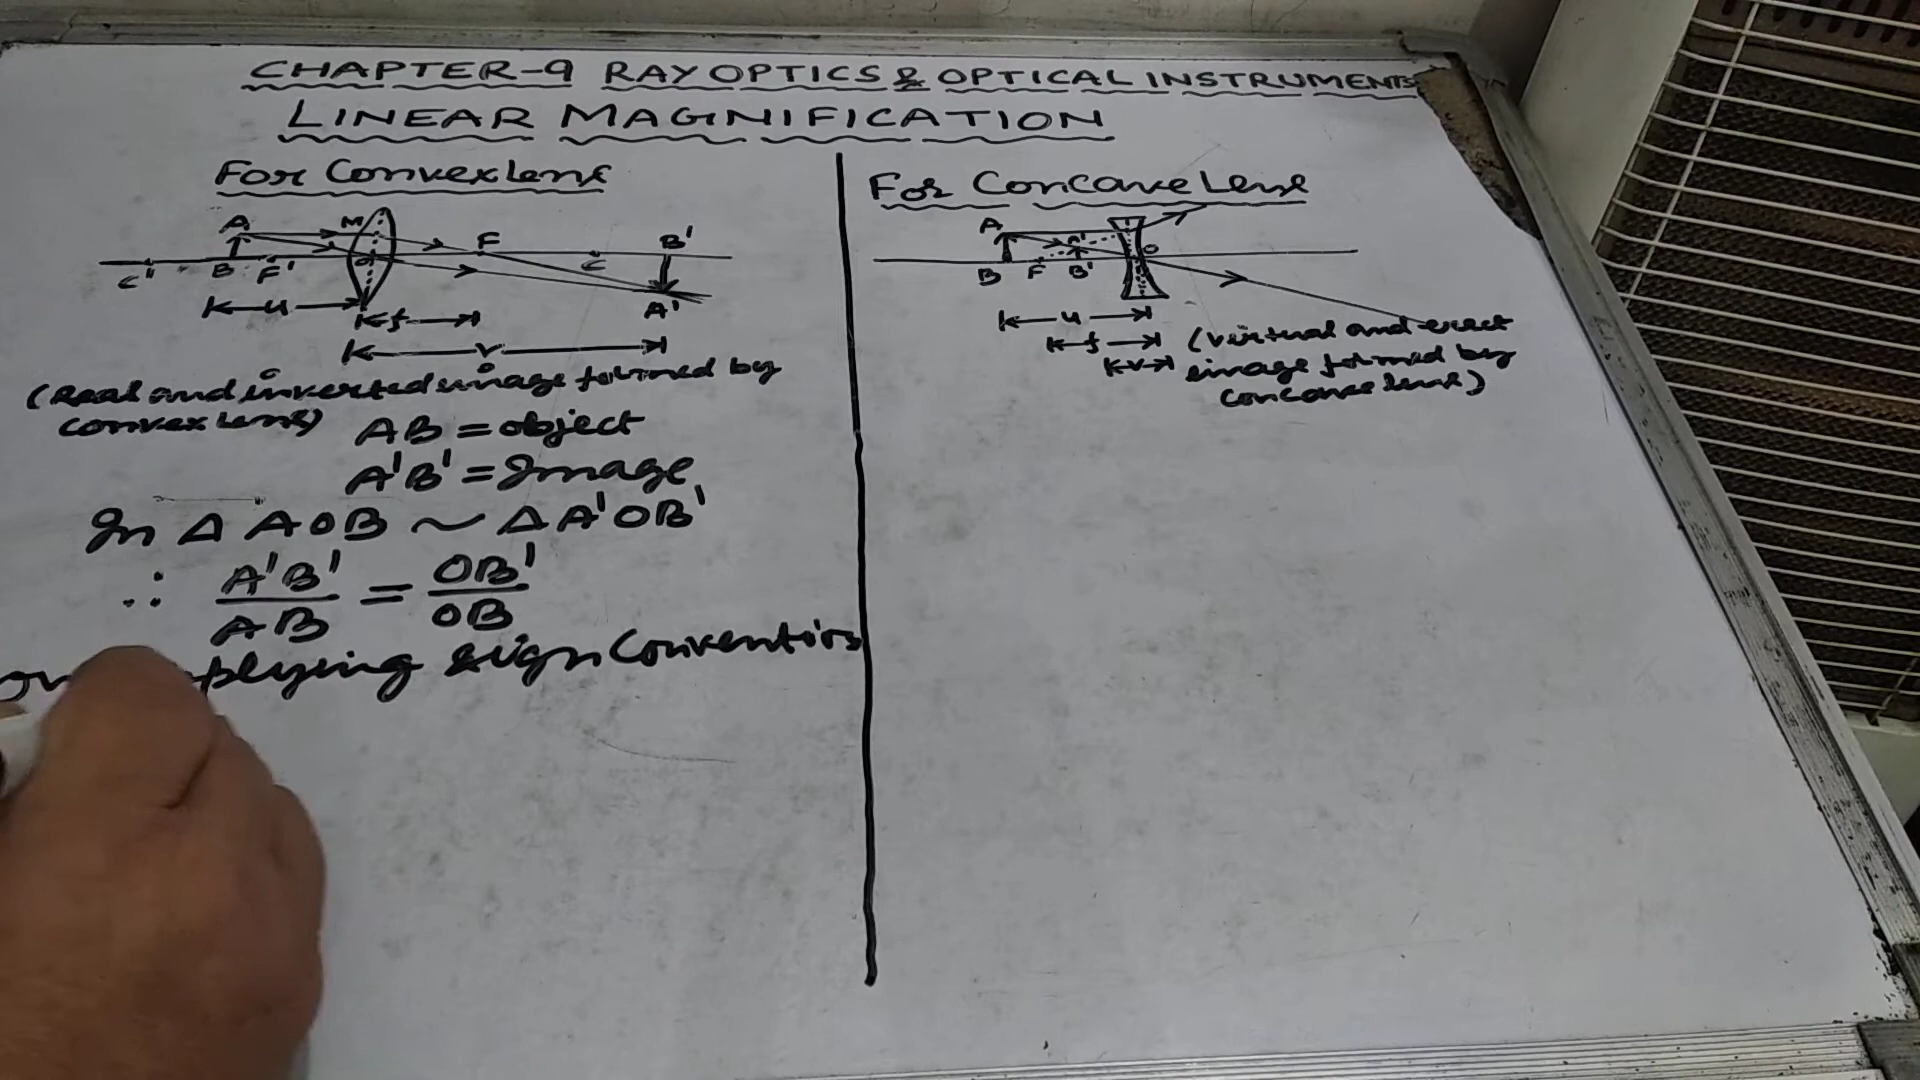 CHAPTER-9 RAY OPTICS & OPTICAL INSTRUMENTS
LINEAR MAGNIFICATION
For Convex Lens
A M F B'
C' B F' O C
A'
u
f
v
(Real and inverted image formed by
convex lens)
AB = object
A'B' = Image
In Δ AOB ~ Δ A'OB'
∴ A'B' / AB = OB' / OB
sign Conventions
For Concave Lens
A A' O
B F B'
u
f
v
(virtual and erect
image formed by
concave lens)